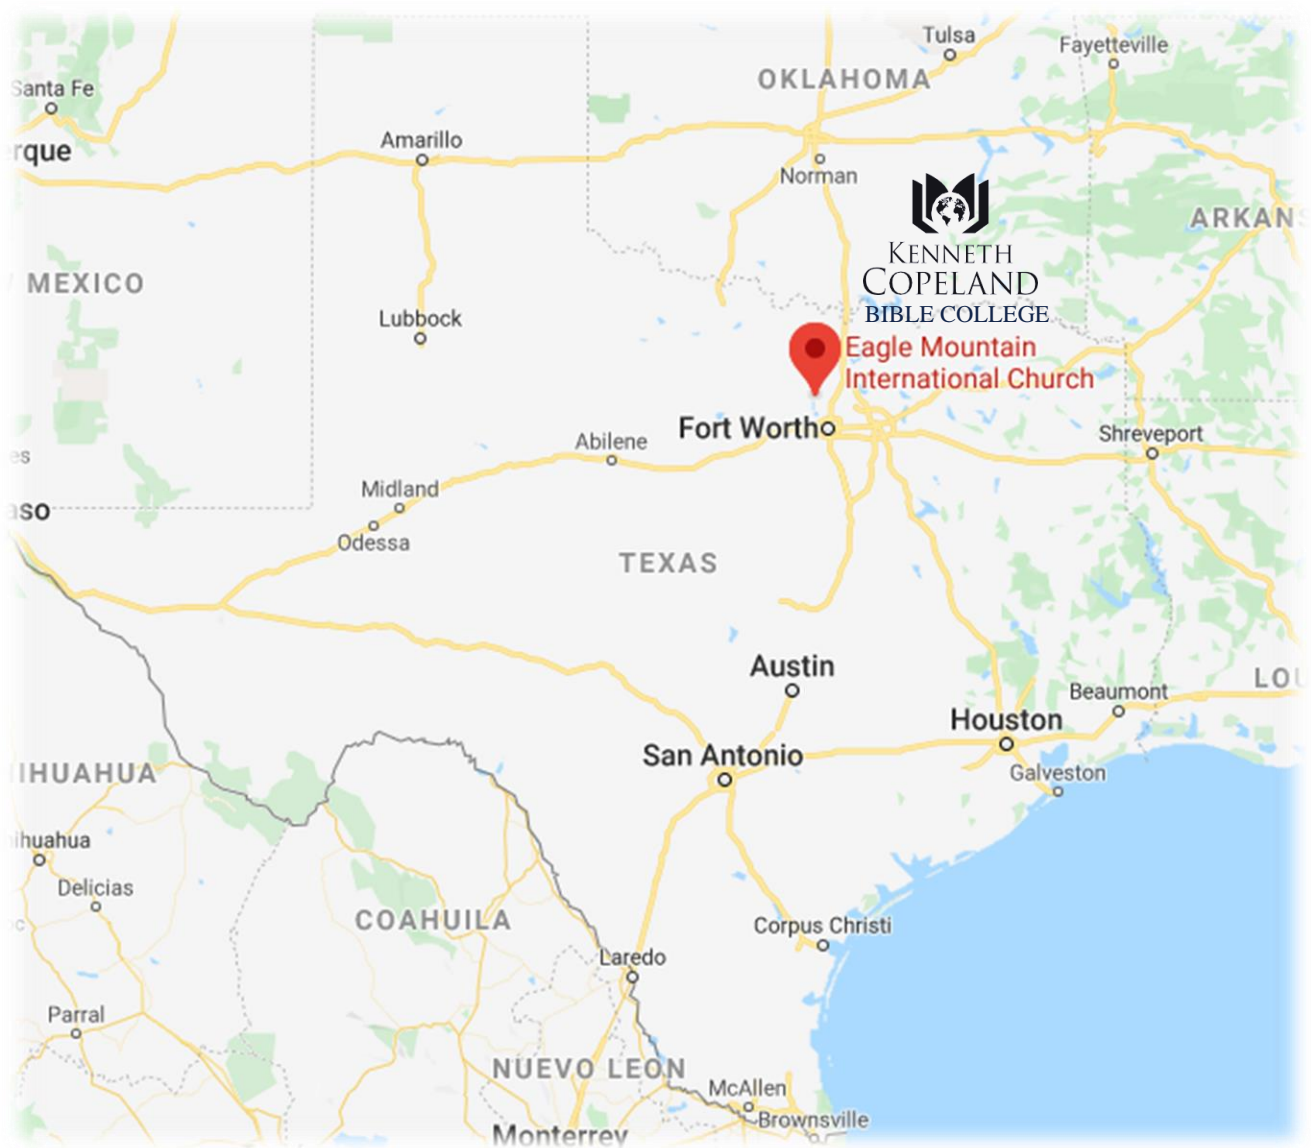 Tulsa
Fayetteville
OKLAHOMA
Santa Fe
rque
Amarillo
Norman
ARKANS
KENNETH
COPELAND
BIBLE COLLEGE
MEXICO
Lubbock
Eagle Mountain
International Church
Fort Worth
Abilene
Shreveport
es
Midland
aso
Odessa
TEXAS
Austin
LOU
Beaumont
Houston
San Antonio
IHUAHUA
Galveston
ihuahua
Delicias
COAHUILA
Corpus Christi
Laredo
Parral
NUEVO LEON
McAllen
Brownsville
Monterrey